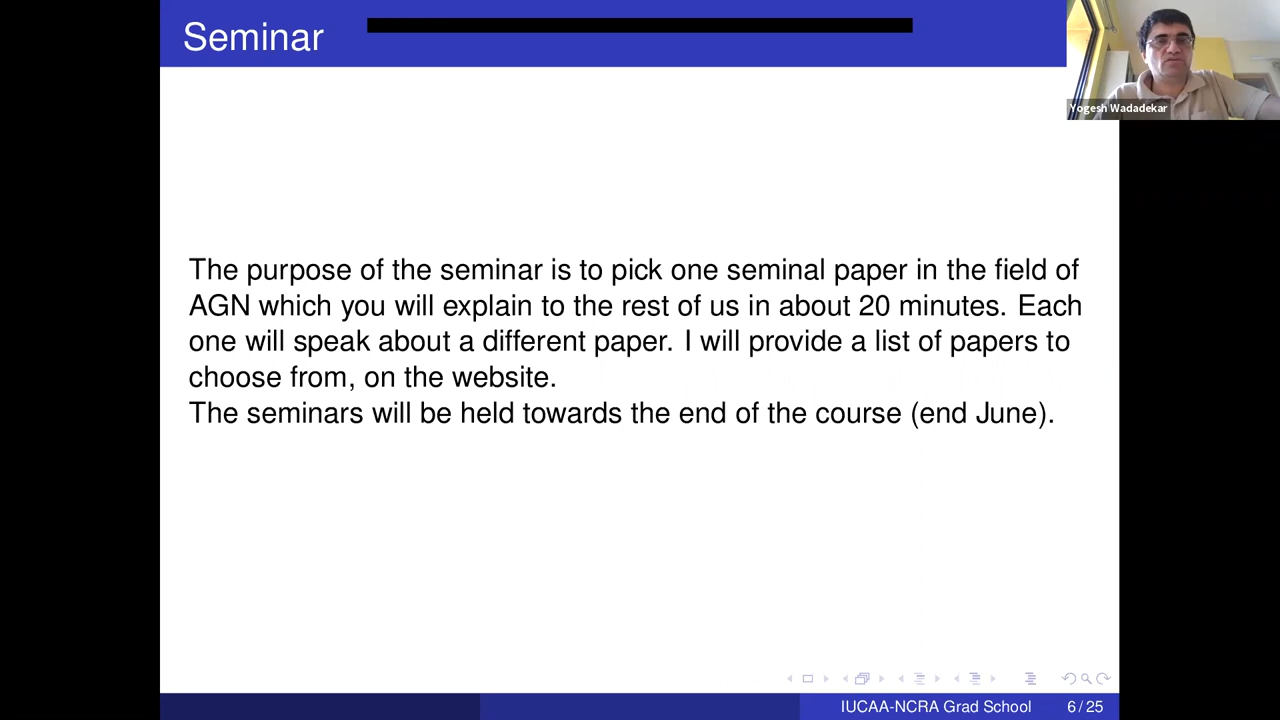 Seminar
Yogesh Wadadekar
The purpose of the seminar is to pick one seminal paper in the field of
AGN which you will explain to the rest of us in about 20 minutes. Each
one will speak about a different paper. I will provide a list of papers to
choose from, on the website.
The seminars will be held towards the end of the course (end June).
IUCAA-NCRA Grad School 6 / 25